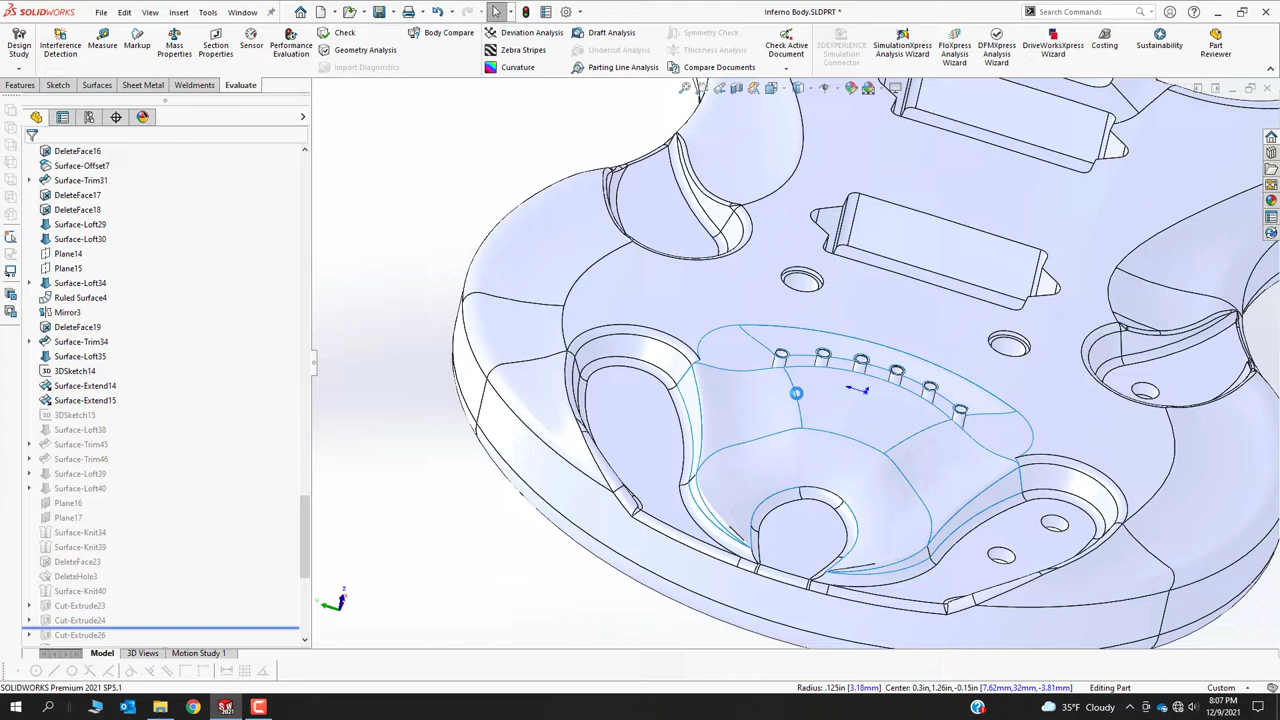 SOLIDWORKS File Edit View Insert Tools Window Inferno Body.SLDPRT * Search Commands
Design Study
Interference Detection
Measure
Markup
Mass Properties
Section Properties
Sensor
Performance Evaluation
Check
Geometry Analysis
Import Diagnostics
Body Compare
Deviation Analysis
Zebra Stripes
Curvature
Draft Analysis
Undercut Analysis
Parting Line Analysis
Symmetry Check
Thickness Analysis
Compare Documents
Check Active Document
3DEXPERIENCE Simulation Connector
SimulationXpress Analysis Wizard
FloXpress Analysis Wizard
DFMXpress Analysis Wizard
DriveWorksXpress Wizard
Costing
Sustainability
Part Reviewer
Features Sketch Surfaces Sheet Metal Weldments Evaluate
DeleteFace16
Surface-Offset7
Surface-Trim31
DeleteFace17
DeleteFace18
Surface-Loft29
Surface-Loft30
Plane14
Plane15
Surface-Loft34
Ruled Surface4
Mirror3
DeleteFace19
Surface-Trim34
Surface-Loft35
3DSketch14
Surface-Extend14
Surface-Extend15
3DSketch15
Surface-Loft38
Surface-Trim45
Surface-Trim46
Surface-Loft39
Surface-Loft40
Plane16
Plane17
Surface-Knit34
Surface-Knit39
DeleteFace23
DeleteHole3
Surface-Knit40
Cut-Extrude23
Cut-Extrude24
Cut-Extrude26
Model 3D Views Motion Study 1
SOLIDWORKS Premium 2021 SP5.1 Radius: .125in [3.18mm] Center: 0.3in,1.26in,-0.15in [7.62mm,32mm,-3.81mm] Editing Part Custom
35°F Cloudy 8:07 PM
12/9/2021